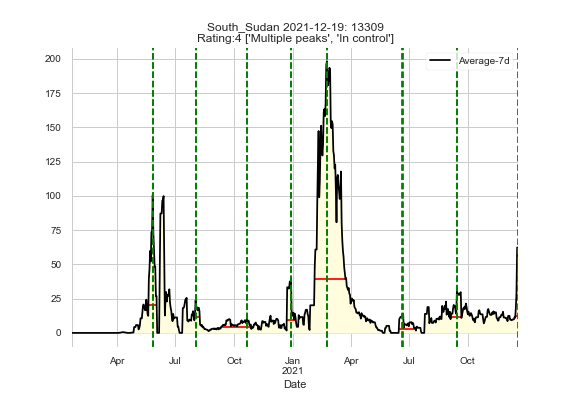 South_Sudan 2021-12-19: 13309
Rating:4 ['Multiple peaks', 'In control']
Average-7d
200
175
150
125
100
75
50
25
0
Apr
Jul
Oct
Jan
2021
Apr
Jul
Oct
Date